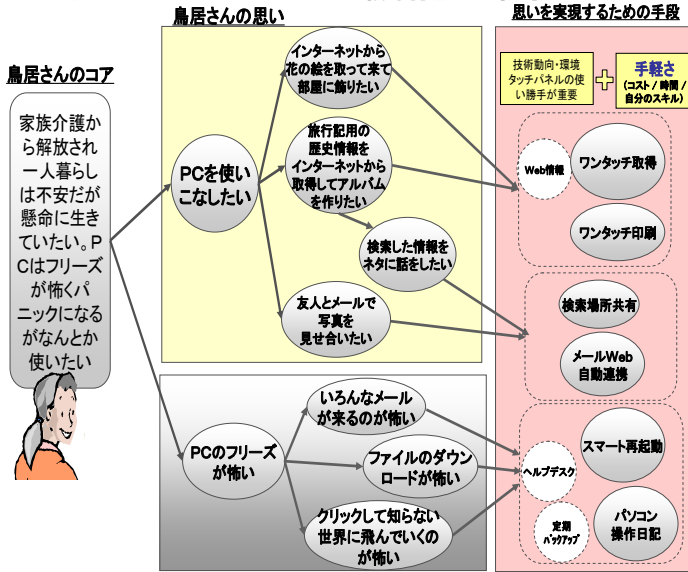 鳥居さんの思い
思いを実現するための手段
鳥居さんのコア
家族介護か
ら解放され
一人暮らし
は不安だが
懸命に生き
ていたい。P
Cはフリーズ
が怖くパ
ニックになる
がなんとか
使いたい
PCを使い
こなしたい
インターネットから
花の絵を取って来て
部屋に飾りたい
旅行記用の
歴史情報を
インターネットから
取得してアルバム
を作りたい
検索した情報を
ネタに話をしたい
友人とメールで
写真を
見せ合いたい
PCのフリーズ
が怖い
いろんなメール
が来るのが怖い
ファイルのダウン
ロードが怖い
クリックして知らない
世界に飛んでいくの
が怖い
技術動向・環境
タッチパネルの使
い勝手が重要
手軽さ
(コスト / 時間 /
自分のスキル)
Web情報
ワンタッチ取得
ワンタッチ印刷
検索場所共有
メールWeb
自動連携
ヘルプデスク
スマート再起動
定期
バックアップ
パソコン
操作日記